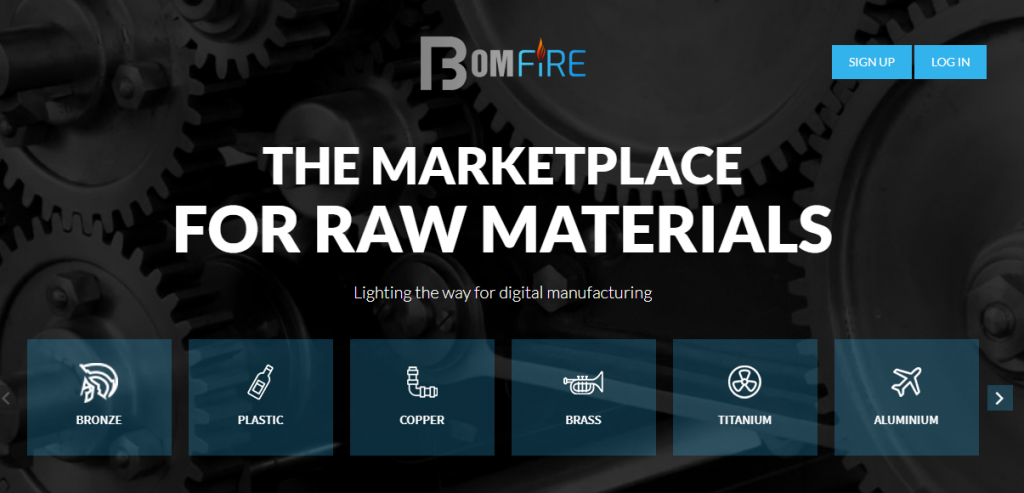 BOMFIRE
SIGN UP
LOG IN
THE MARKETPLACE
FOR RAW MATERIALS
Lighting the way for digital manufacturing
BRONZE
PLASTIC
COPPER
BRASS
TITANIUM
ALUMINIUM